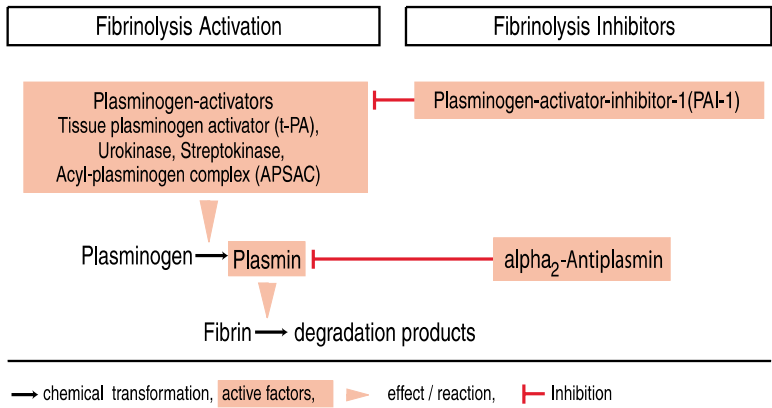 Fibrinolysis Activation
Fibrinolysis Inhibitors
Plasminogen-activators
Tissue plasminogen activator (t-PA),
Urokinase, Streptokinase,
Acyl-plasminogen complex (APSAC)
Plasminogen-activator-inhibitor-1(PAI-1)
Plasminogen
Plasmin
alpha2-Antiplasmin
Fibrin
degradation products
chemical transformation, active factors, effect / reaction, Inhibition